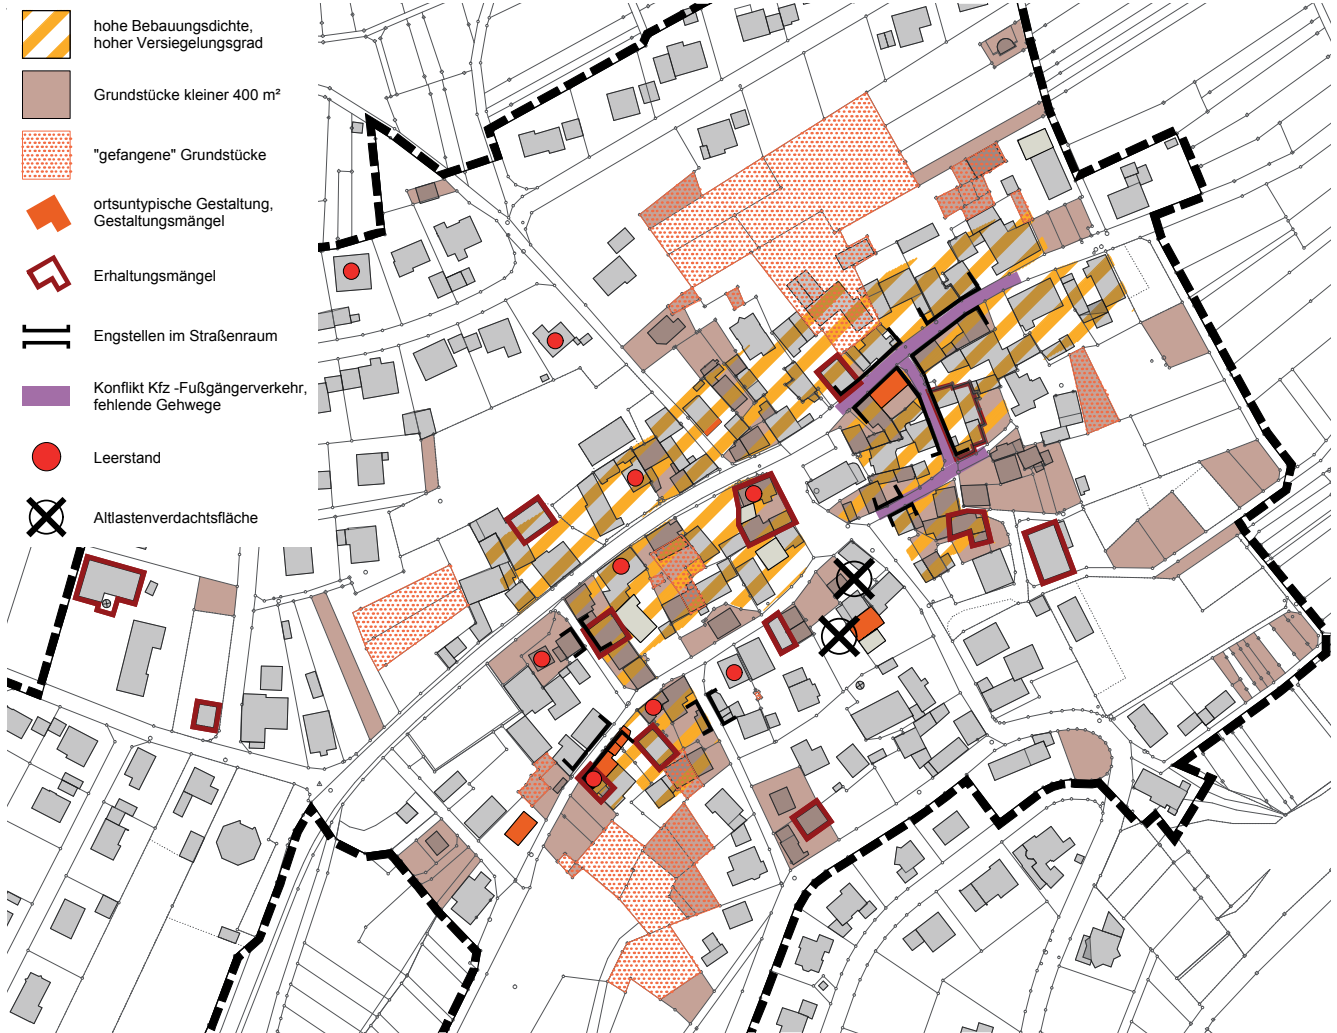 hohe Bebauungsdichte,
hoher Versiegelungsgrad
Grundstücke kleiner 400 m²
"gefangene" Grundstücke
ortsuntypische Gestaltung,
Gestaltungsmängel
Erhaltungsmängel
Engstellen im Straßenraum
Konflikt Kfz -Fußgängerverkehr,
fehlende Gehwege
Leerstand
Altlastenverdachtsfläche